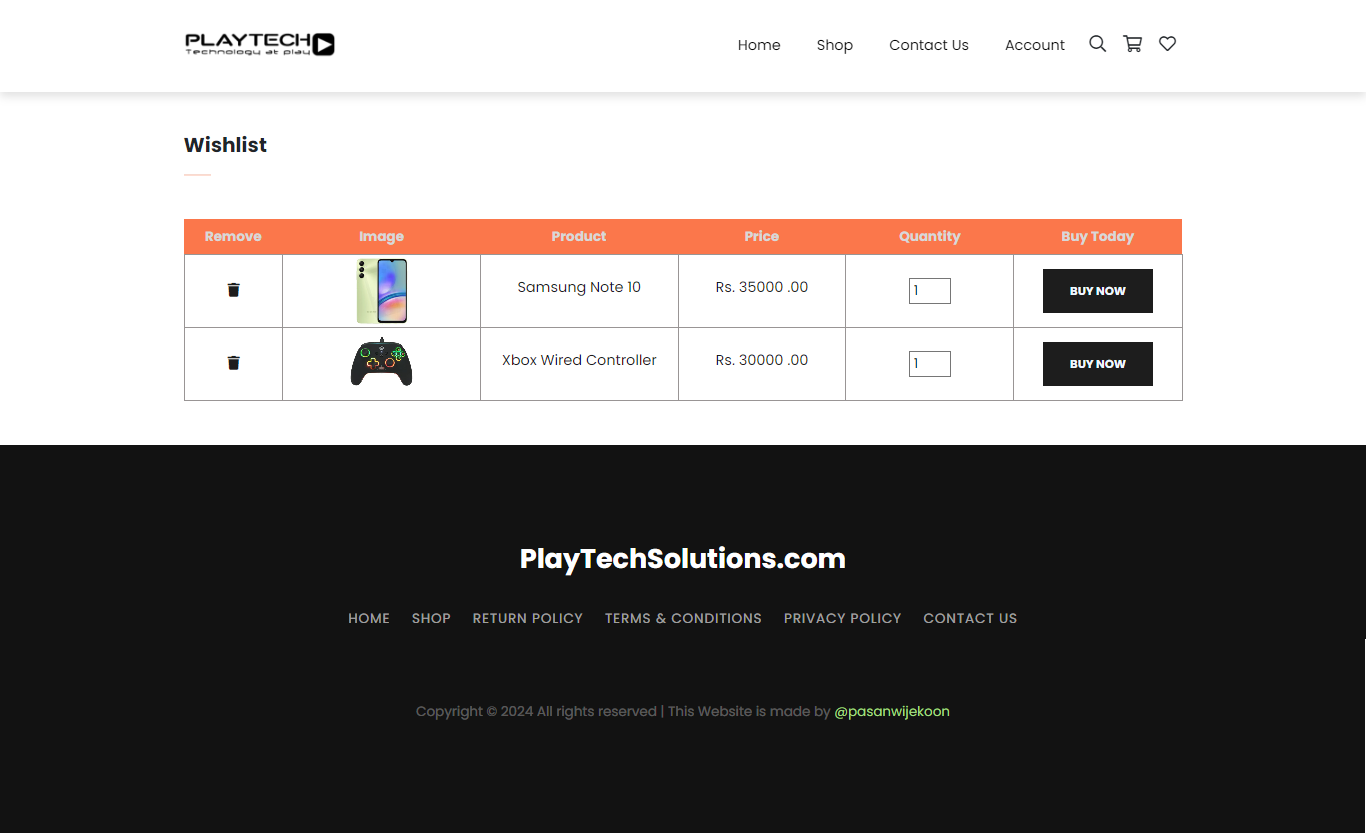 PLAYTECH
Technology at play
Home Shop Contact Us Account
Wishlist
Remove Image Product Price Quantity Buy Today
Samsung Note 10 Rs. 35000 .00 1 BUY NOW
Xbox Wired Controller Rs. 30000 .00 1 BUY NOW
PlayTechSolutions.com
HOME SHOP RETURN POLICY TERMS & CONDITIONS PRIVACY POLICY CONTACT US
Copyright © 2024 All rights reserved | This Website is made by @pasanwijekoon